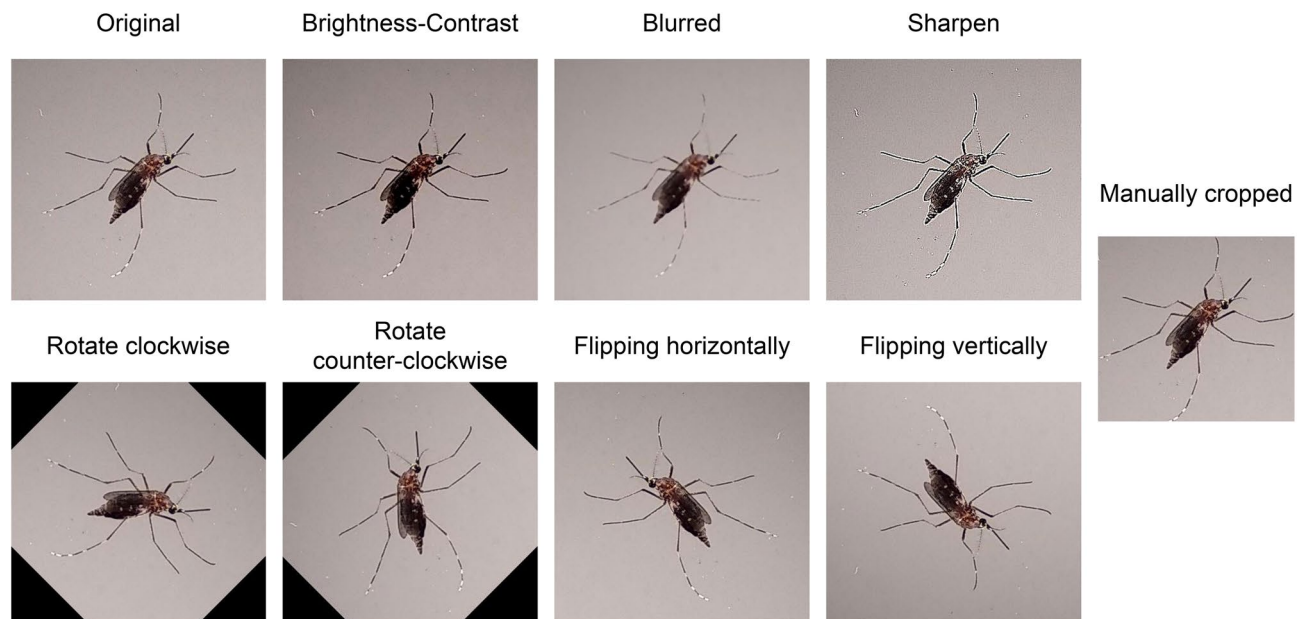 Original
Brightness-Contrast
Blurred
Sharpen
Manually cropped
Rotate clockwise
Rotate
counter-clockwise
Flipping horizontally
Flipping vertically